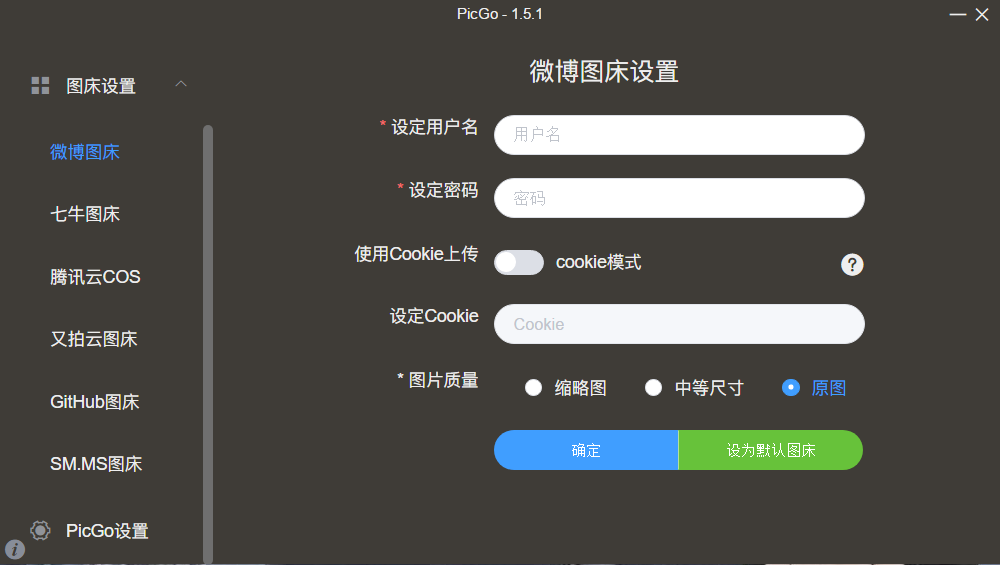 PicGo - 1.5.1
图床设置
微博图床
七牛图床
腾讯云COS
又拍云图床
GitHub图床
SM.MS图床
PicGo设置
微博图床设置
* 设定用户名
用户名
* 设定密码
密码
使用Cookie上传
cookie模式
?
设定Cookie
Cookie
* 图片质量
缩略图 中等尺寸 原图
确定 设为默认图床